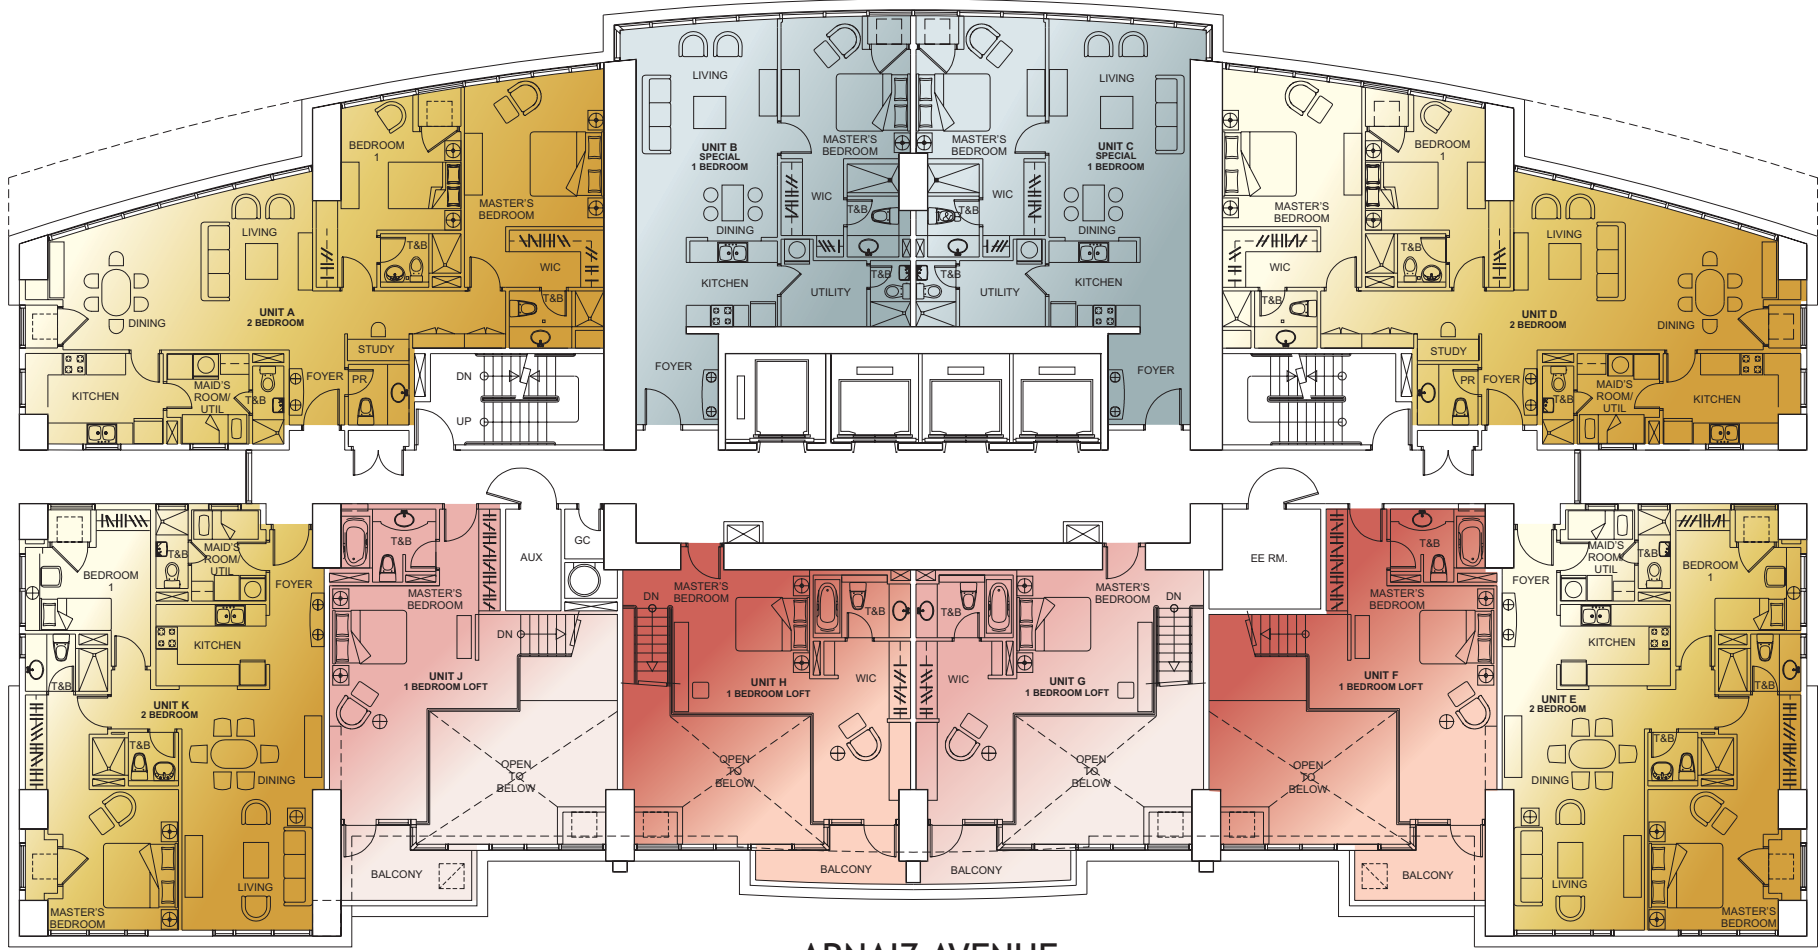 LIVING
UNIT B
SPECIAL
1 BEDROOM
MASTER'S
BEDROOM
WIC
T&B
DINING
KITCHEN
T&B
UTILITY
FOYER
LIVING
UNIT C
SPECIAL
1 BEDROOM
MASTER'S
BEDROOM
WIC
T&B
T&B
DINING
KITCHEN
T&B
UTILITY
FOYER
BEDROOM
1
MASTER'S
BEDROOM
T&B
WIC
T&B
LIVING
UNIT A
2 BEDROOM
DINING
STUDY
FOYER
PR
KITCHEN
MAID'S
ROOM/
UTIL
T&B
DN
UP
MASTER'S
BEDROOM
BEDROOM
1
T&B
WIC
T&B
LIVING
UNIT D
2 BEDROOM
DINING
STUDY
PR
FOYER
T&B
MAID'S
ROOM/
UTIL
KITCHEN
BEDROOM
1
T&B
MAID'S
ROOM/
UTIL
FOYER
KITCHEN
T&B
UNIT K
2 BEDROOM
T&B
DINING
LIVING
MASTER'S
BEDROOM
T&B
AUX
GC
MASTER'S
BEDROOM
DN
UNIT J
1 BEDROOM LOFT
OPEN
TO
BELOW
BALCONY
MASTER'S
BEDROOM
DN
T&B
UNIT H
1 BEDROOM LOFT
WIC
OPEN
TO
BELOW
BALCONY
MASTER'S
BEDROOM
DN
T&B
WIC
UNIT G
1 BEDROOM LOFT
OPEN
TO
BELOW
BALCONY
EE RM.
T&B
MASTER'S
BEDROOM
UNIT F
1 BEDROOM LOFT
OPEN
TO
BELOW
BALCONY
FOYER
MAID'S
ROOM/
UTIL
T&B
BEDROOM
1
KITCHEN
UNIT E
2 BEDROOM
T&B
T&B
DINING
LIVING
MASTER'S
BEDROOM
ARNAIZ AVENUE